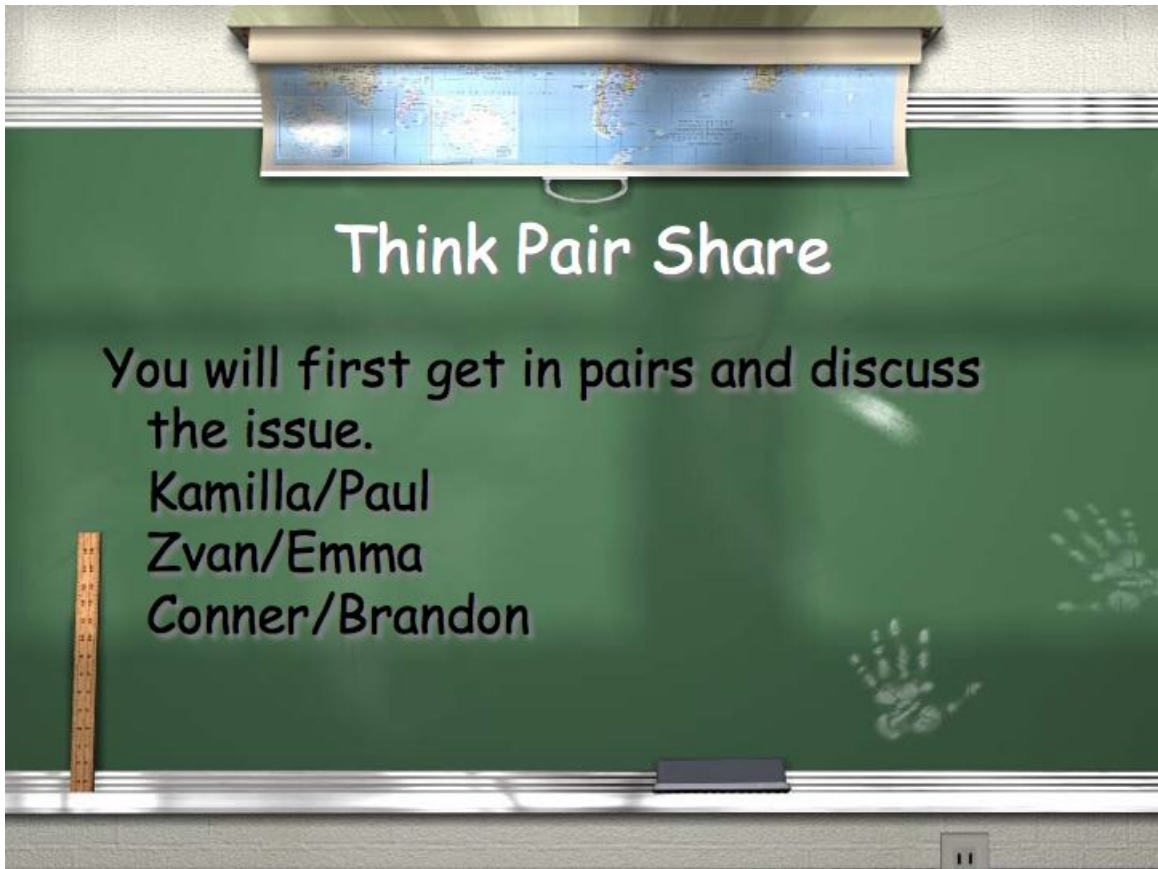 Think Pair Share
You will first get in pairs and discuss
the issue.
Kamilla/Paul
Zvan/Emma
Conner/Brandon